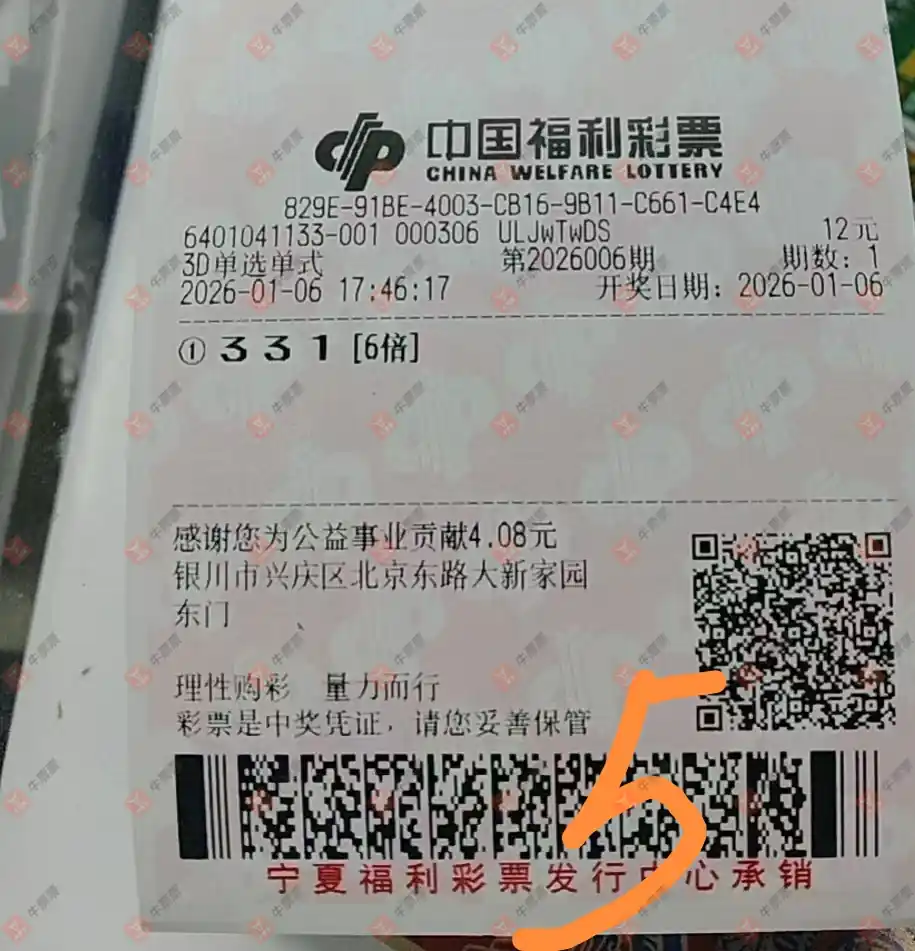 中国福利彩票
CHINA WELFARE LOTTERY
829E-91BE-4003-CB16-9B11-C661-C4E4
6401041133-001 000306 ULJwTwDS 12元
3D单选单式 第2026006期 期数: 1
2026-01-06 17:46:17 开奖日期: 2026-01-06
① 3 3 1 [6倍]
感谢您为公益事业贡献4.08元
银川市兴庆区北京东路大新家园
东门
理性购彩 量力而行
彩票是中奖凭证，请您妥善保管
5
宁夏福利彩票发行中心承销